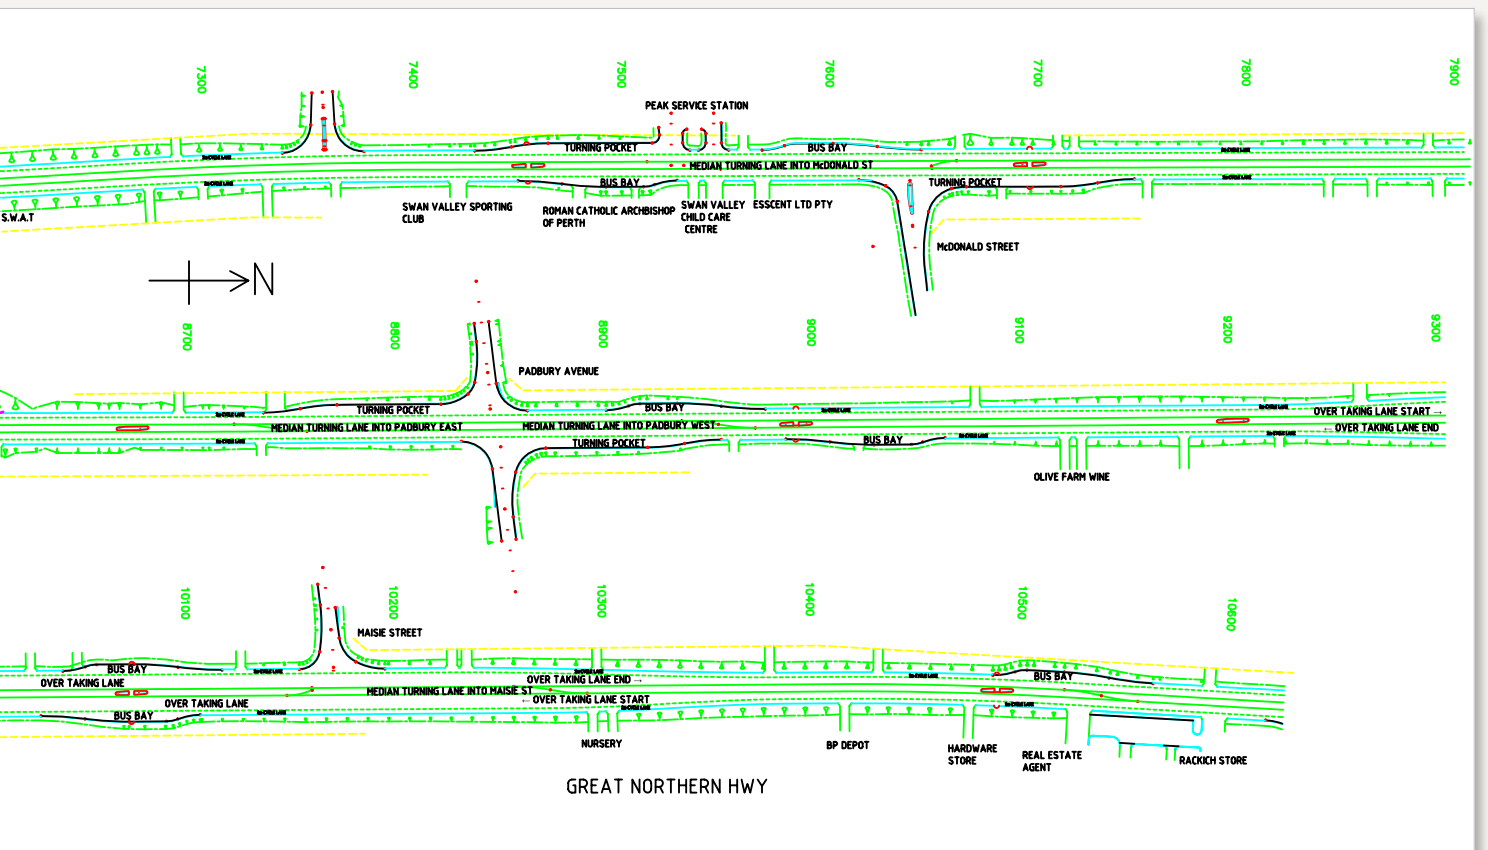 7300
7400
7500
7600
7700
7800
7900
PEAK SERVICE STATION
TURNING POCKET
BUS BAY
MEDIAN TURNING LANE INTO McDONALD ST
BUS BAY
TURNING POCKET
S.W.A.T
SWAN VALLEY SPORTING
CLUB
ROMAN CATHOLIC ARCHBISHOP
OF PERTH
SWAN VALLEY
CHILD CARE
CENTRE
ESSCENT LTD PTY
McDONALD STREET
N
8700
8800
8900
9000
9100
9200
9300
PADBURY AVENUE
TURNING POCKET
BUS BAY
OVER TAKING LANE START →
MEDIAN TURNING LANE INTO PADBURY EAST
MEDIAN TURNING LANE INTO PADBURY WEST
← OVER TAKING LANE END
TURNING POCKET
BUS BAY
OLIVE FARM WINE
10100
10200
10300
10400
10500
10600
MAISIE STREET
BUS BAY
OVER TAKING LANE
OVER TAKING LANE END →
BUS BAY
MEDIAN TURNING LANE INTO MAISIE ST
OVER TAKING LANE
← OVER TAKING LANE START
BUS BAY
NURSERY
BP DEPOT
HARDWARE
STORE
REAL ESTATE
AGENT
RACKICH STORE
GREAT NORTHERN HWY